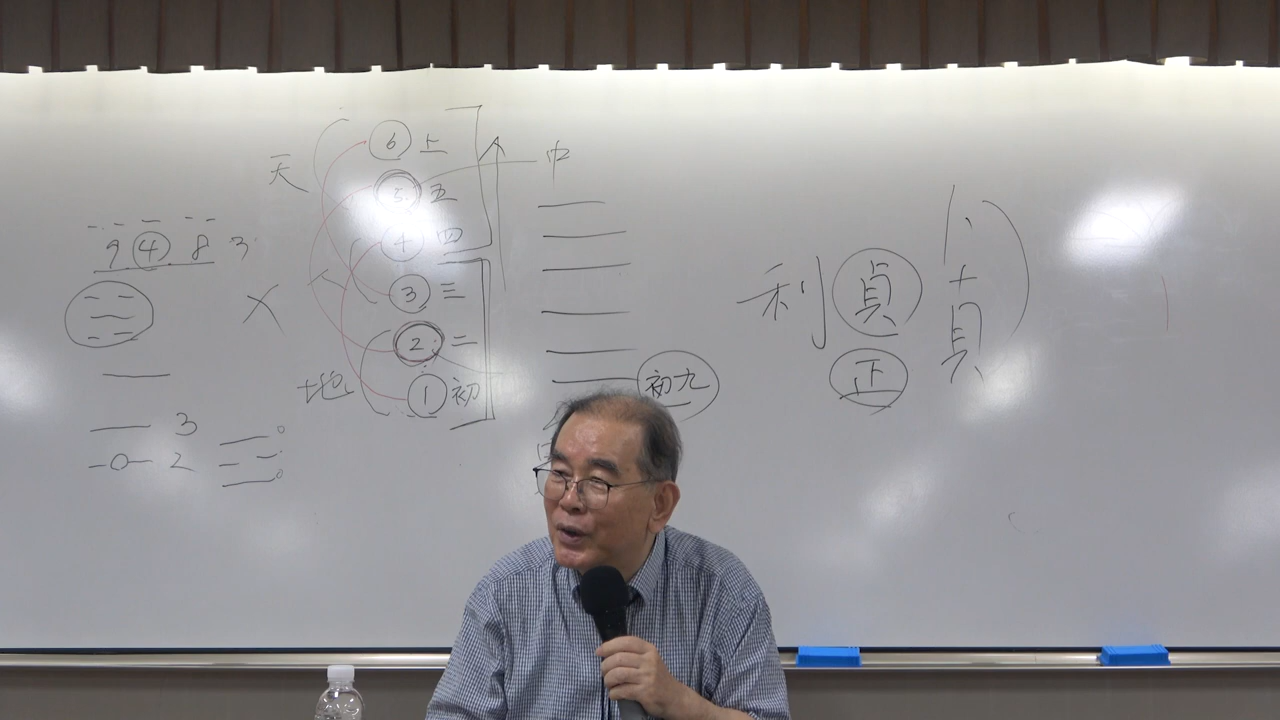 6 上
天 中
5 五
9 4 8 3
4 四
人 3 三
2 二
地 1 初
初九
3
2
利 貞
正
卜
貝